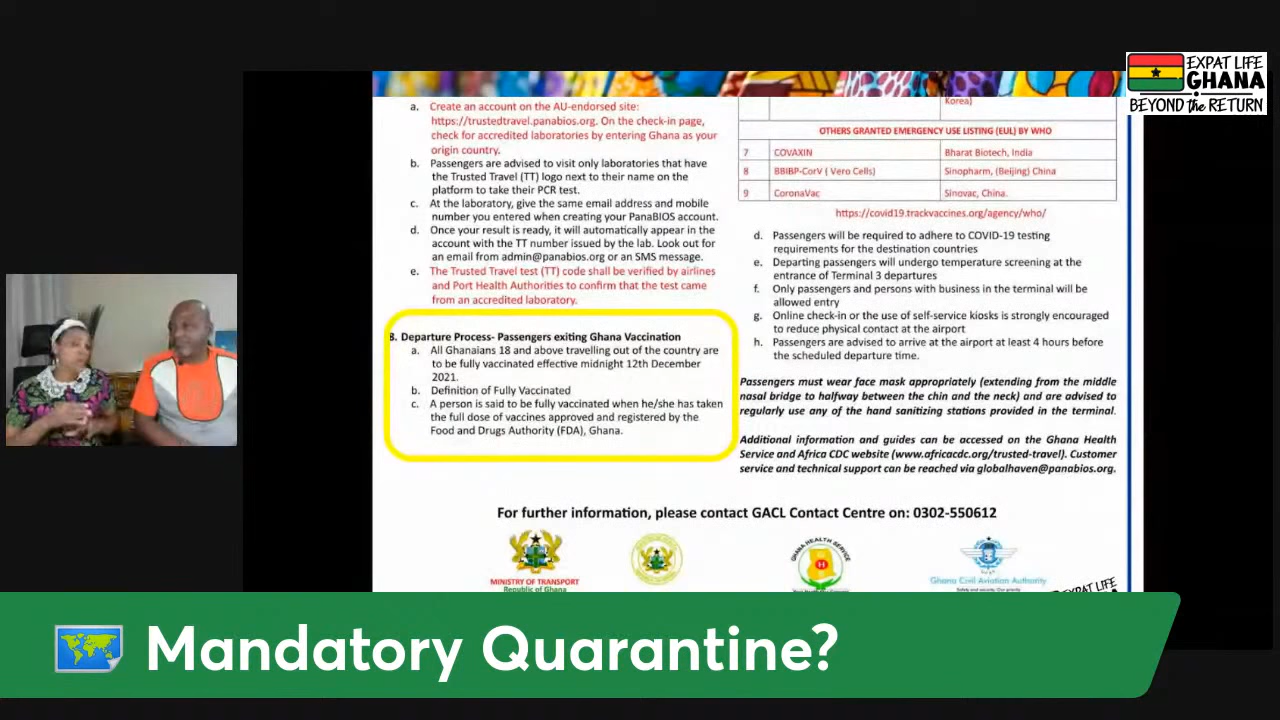 EXPAT LIFE
GHANA
BEYOND the RETURN
a. Create an account on the AU-endorsed site:
https://trustedtravel.panabios.org. On the check-in page,
check for accredited laboratories by entering Ghana as your
origin country.
b. Passengers are advised to visit only laboratories that have
the Trusted Travel (TT) logo next to their name on the
platform to take their PCR test.
c. At the laboratory, give the same email address and mobile
number you entered when creating your PanaBIOS account.
d. Once your result is ready, it will automatically appear in the
account with the TT number issued by the lab. Look out for
an email from admin@panabios.org or an SMS message.
e. The Trusted Travel test (TT) code shall be verified by airlines
and Port Health Authorities to confirm that the test came
from an accredited laboratory.
8. Departure Process- Passengers exiting Ghana Vaccination
a. All Ghanaians 18 and above travelling out of the country are
to be fully vaccinated effective midnight 12th December
2021.
b. Definition of Fully Vaccinated
c. A person is said to be fully vaccinated when he/she has taken
the full dose of vaccines approved and registered by the
Food and Drugs Authority (FDA), Ghana.
Korea)
OTHERS GRANTED EMERGENCY USE LISTING (EUL) BY WHO
7 COVAXIN Bharat Biotech, India
8 BBIBP-CorV ( Vero Cells) Sinopharm, (Beijing) China
9 CoronaVac Sinovac, China.
https://covid19.trackvaccines.org/agency/who/
d. Passengers will be required to adhere to COVID-19 testing
requirements for the destination countries
e. Departing passengers will undergo temperature screening at the
entrance of Terminal 3 departures
f. Only passengers and persons with business in the terminal will be
allowed entry
g. Online check-in or the use of self-service kiosks is strongly encouraged
to reduce physical contact at the airport
h. Passengers are advised to arrive at the airport at least 4 hours before
the scheduled departure time.
Passengers must wear face mask appropriately (extending from the middle
nasal bridge to halfway between the chin and the neck) and are advised to
regularly use any of the hand sanitizing stations provided in the terminal.
Additional information and guides can be accessed on the Ghana Health
Service and Africa CDC website (www.africacdc.org/trusted-travel). Customer
service and technical support can be reached via globalhaven@panabios.org.
For further information, please contact GACL Contact Centre on: 0302-550612
MINISTRY OF TRANSPORT
Republic of Ghana
GHANA HEALTH SERVICE
Ghana Civil Aviation Authority
EXPAT LIFE
Mandatory Quarantine?